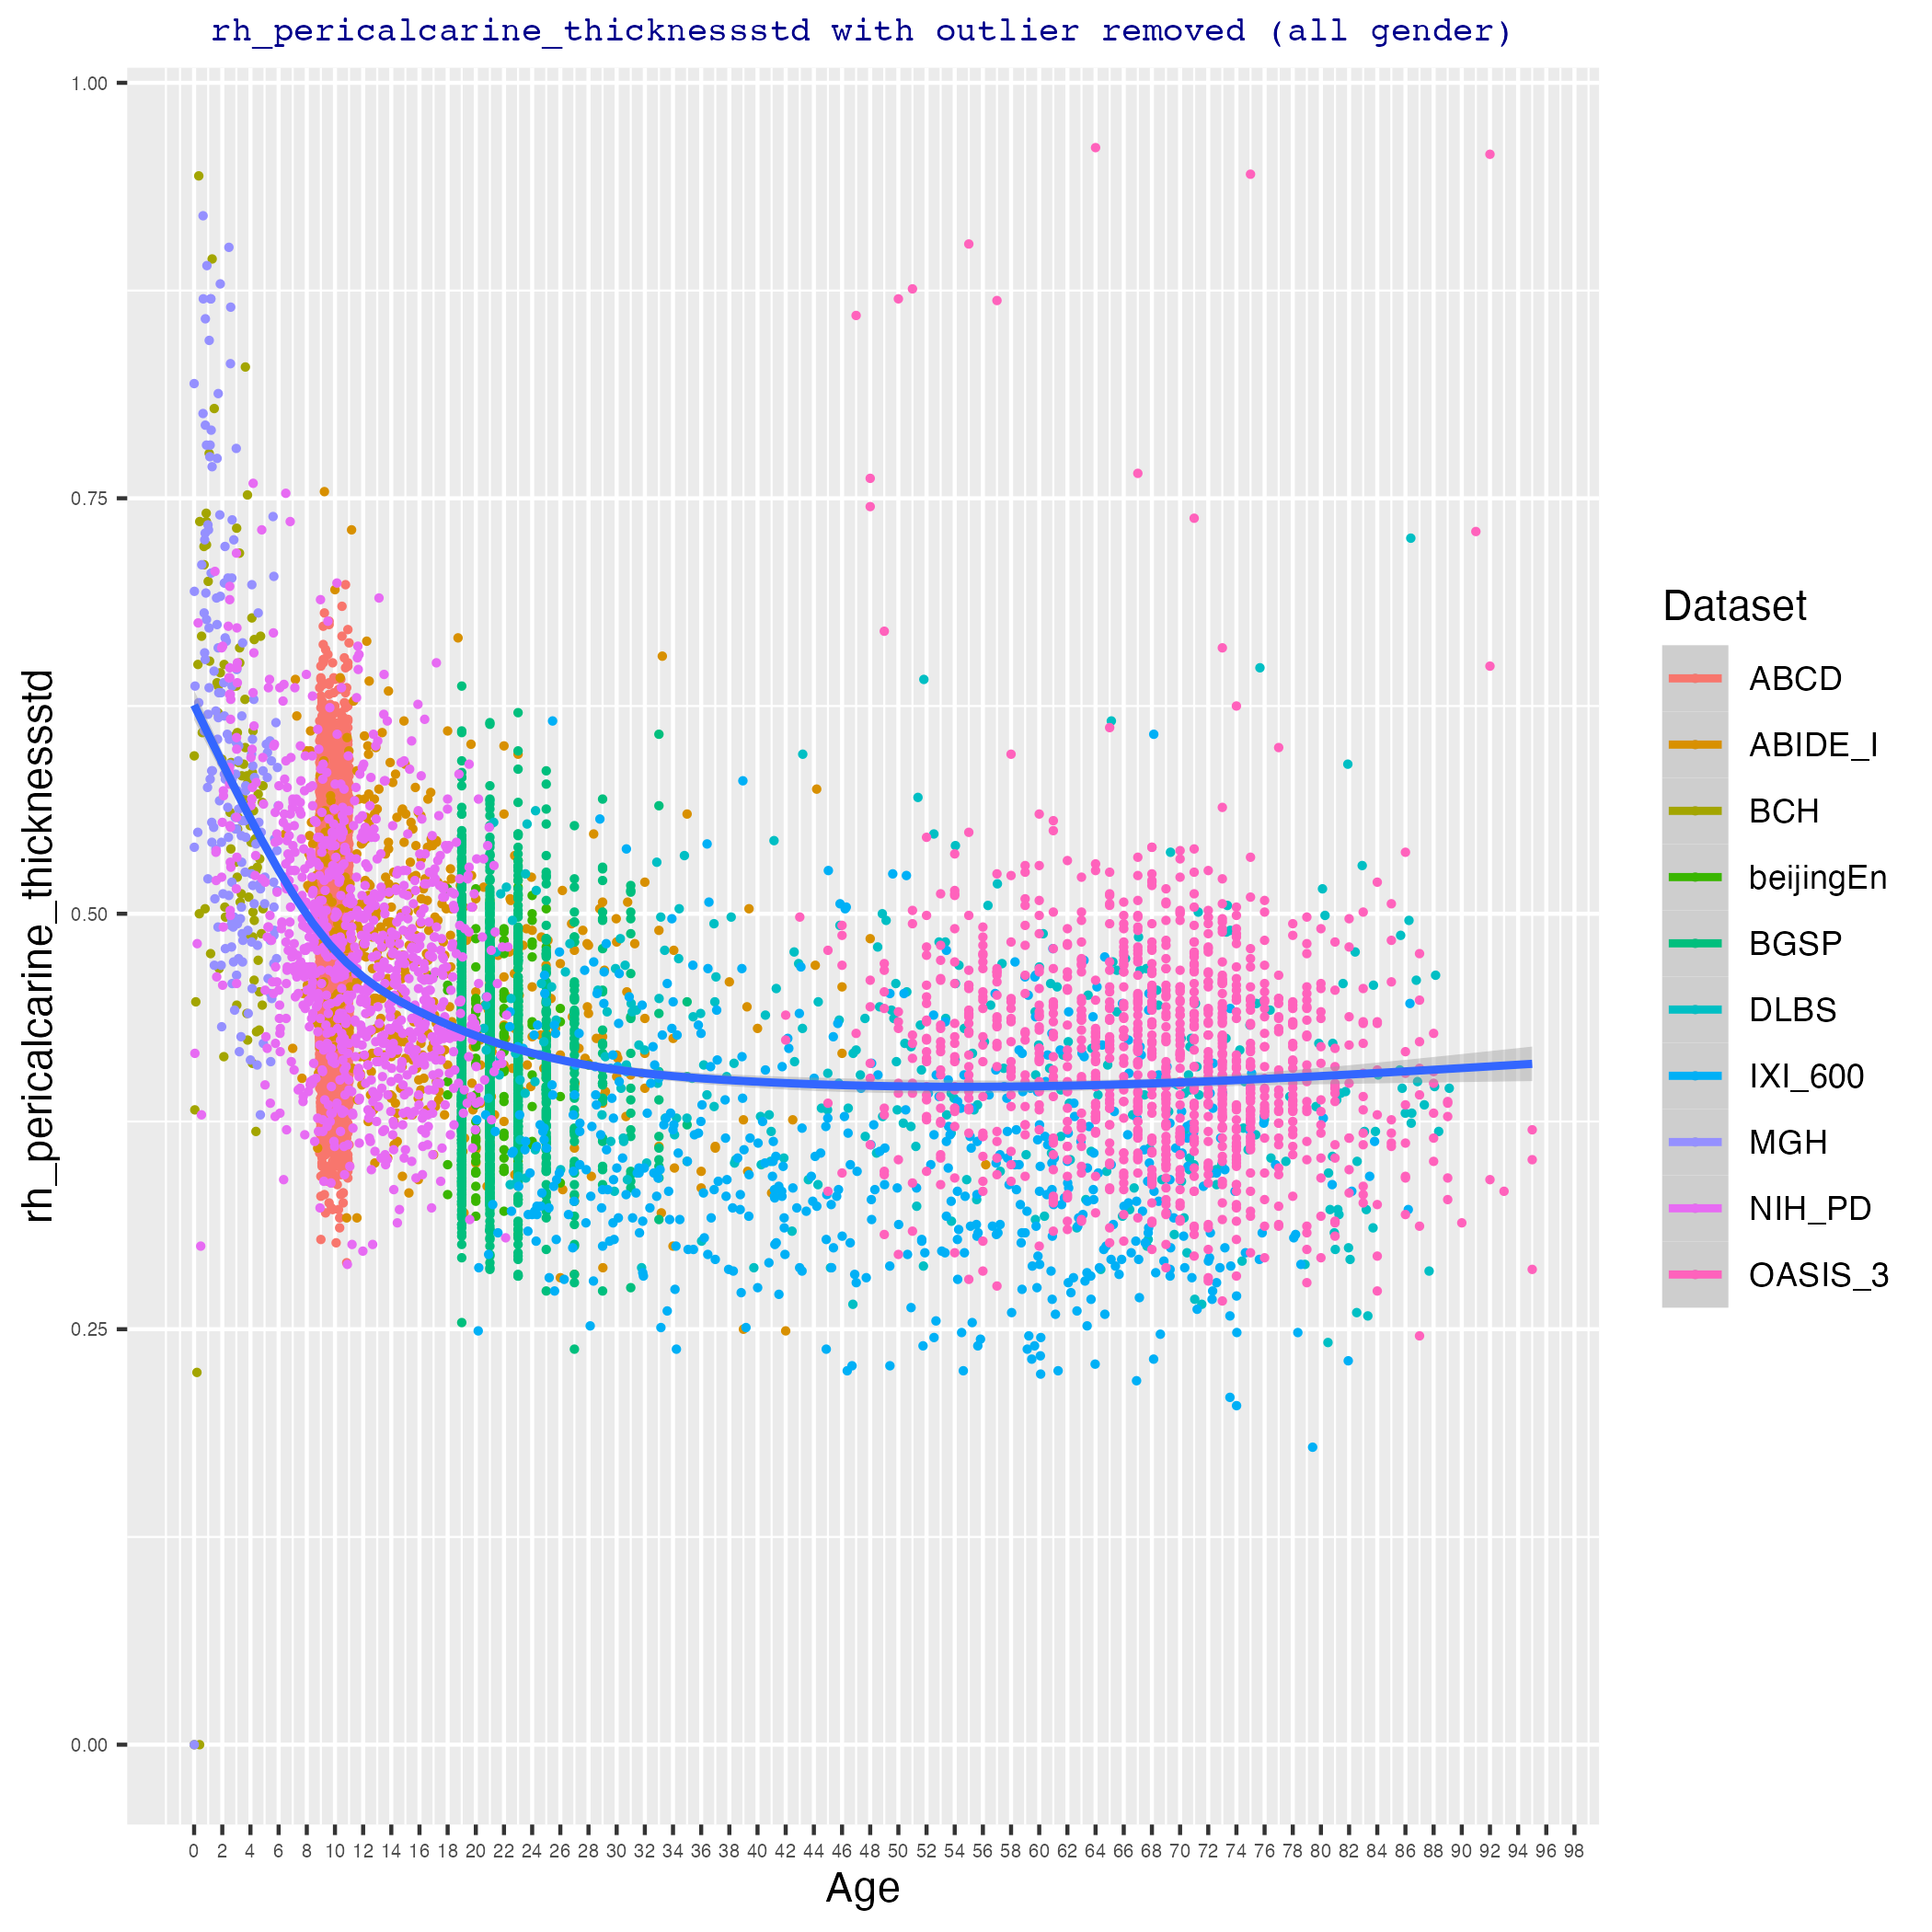 rh_pericalcarine_thicknessstd with outlier removed (all gender)
1.00
0.75
0.50
0.25
0.00
rh_pericalcarine_thicknessstd
0 2 4 6 8 10 12 14 16 18 20 22 24 26 28 30 32 34 36 38 40 42 44 46 48 50 52 54 56 58 60 62 64 66 68 70 72 74 76 78 80 82 84 86 88 90 92 94 96 98
Age
Dataset
ABCD
ABIDE_I
BCH
beijingEn
BGSP
DLBS
IXI_600
MGH
NIH_PD
OASIS_3